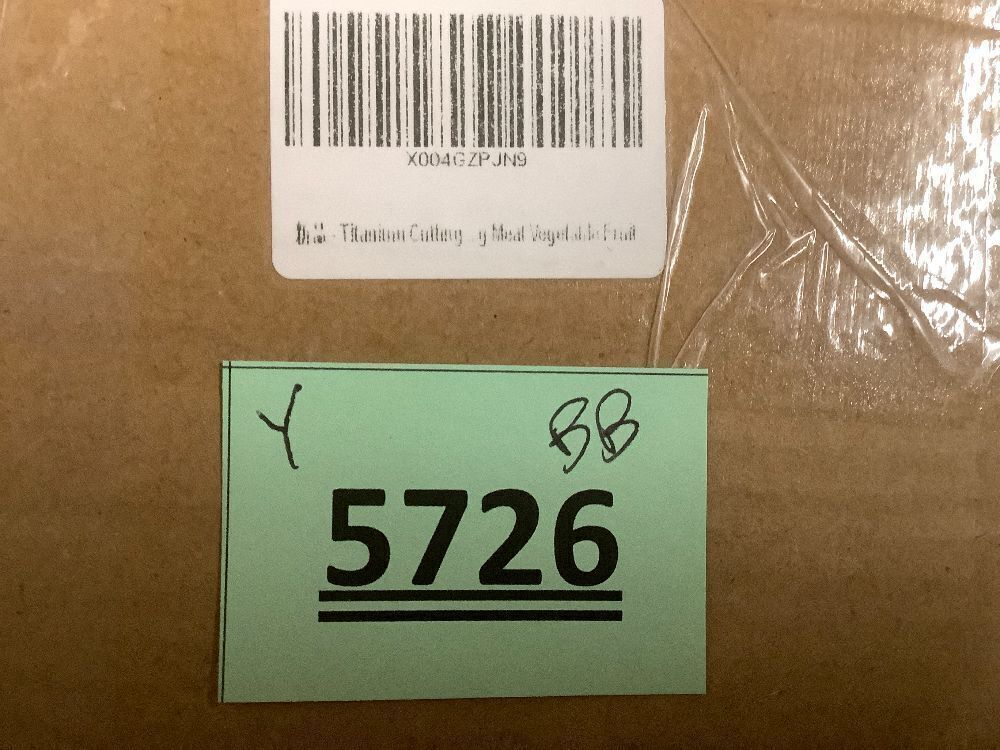 X004GZPJN9
- Titanium Cutting y Meat Vegetable Fruit
Y BB
5726